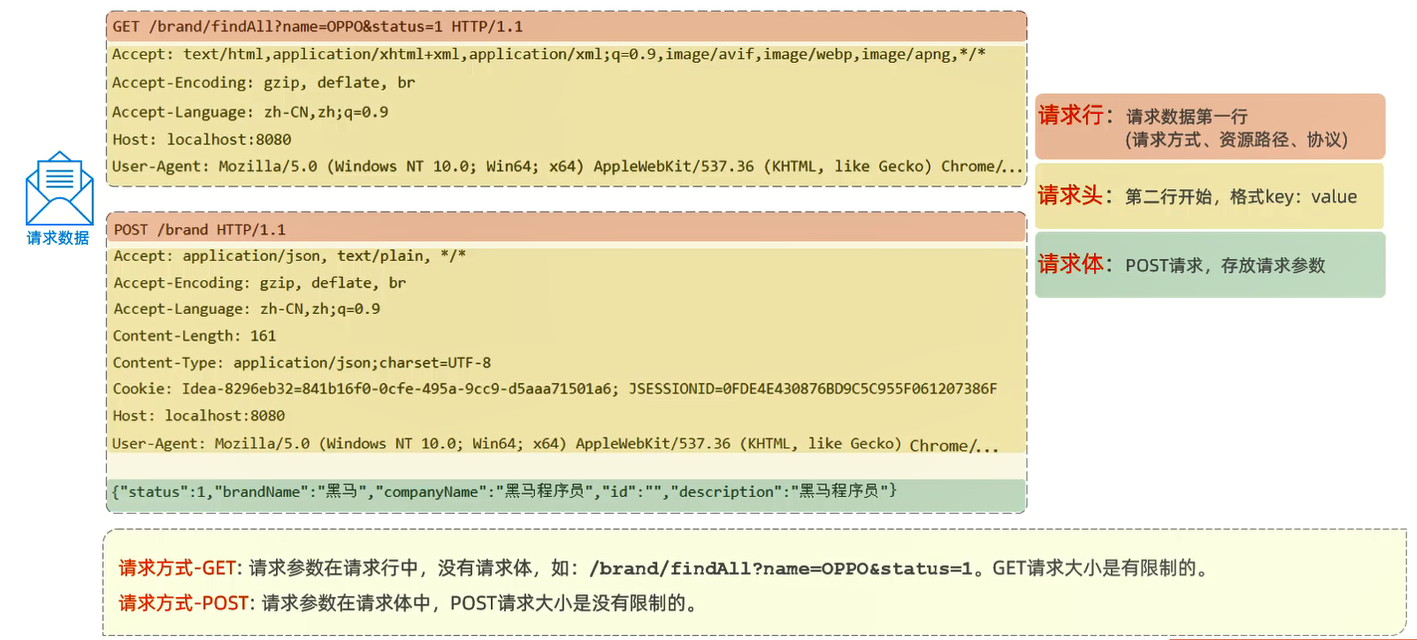 GET /brand/findAll?name=OPPO&status=1 HTTP/1.1
Accept: text/html,application/xhtml+xml,application/xml;q=0.9,image/avif,image/webp,image/apng,*/*
Accept-Encoding: gzip, deflate, br
Accept-Language: zh-CN,zh;q=0.9
Host: localhost:8080
User-Agent: Mozilla/5.0 (Windows NT 10.0; Win64; x64) AppleWebKit/537.36 (KHTML, like Gecko) Chrome/...
请求行：请求数据第一行
(请求方式、资源路径、协议)
请求头：第二行开始，格式key：value
请求体：POST请求，存放请求参数
请求数据
POST /brand HTTP/1.1
Accept: application/json, text/plain, */*
Accept-Encoding: gzip, deflate, br
Accept-Language: zh-CN,zh;q=0.9
Content-Length: 161
Content-Type: application/json;charset=UTF-8
Cookie: Idea-8296eb32=841b16f0-0cfe-495a-9cc9-d5aaa71501a6; JSESSIONID=0FDE4E430876BD9C5C955F061207386F
Host: localhost:8080
User-Agent: Mozilla/5.0 (Windows NT 10.0; Win64; x64) AppleWebKit/537.36 (KHTML, like Gecko) Chrome/...
{"status":1,"brandName":"黑马","companyName":"黑马程序员","id":"","description":"黑马程序员"}
请求方式-GET: 请求参数在请求行中，没有请求体，如：/brand/findAll?name=OPPO&status=1。GET请求大小是有限制的。
请求方式-POST: 请求参数在请求体中，POST请求大小是没有限制的。